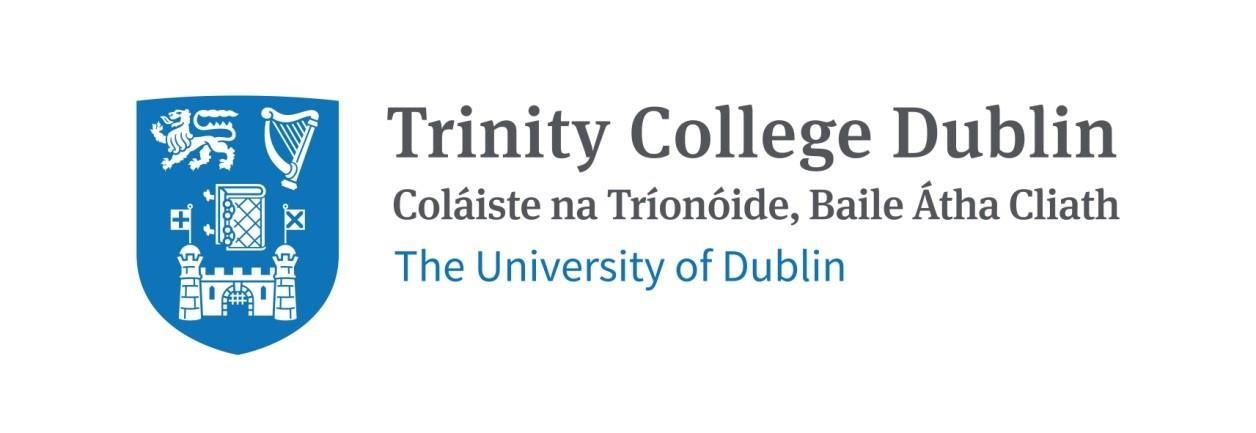 Trinity College Dublin
Coláiste na Tríonóide, Baile Átha Cliath
The University of Dublin